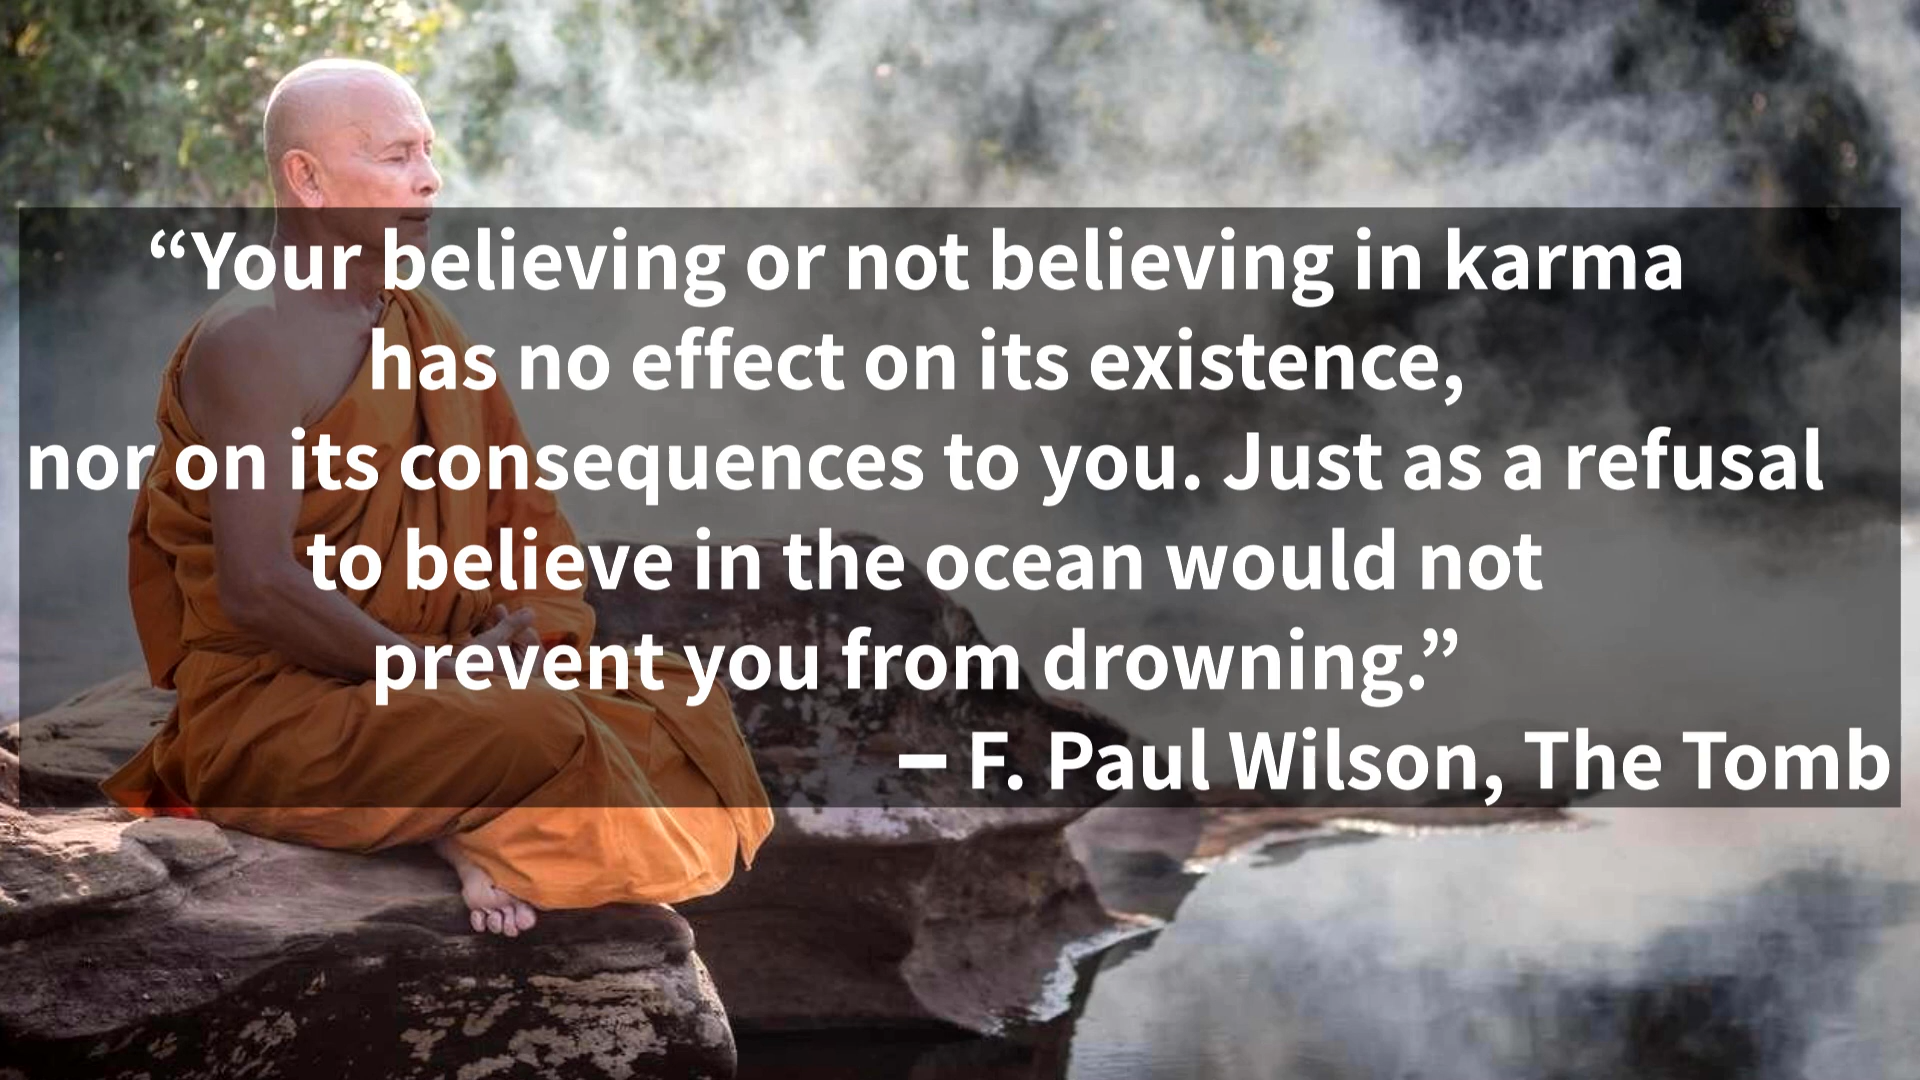 “Your believing or not believing in karma
has no effect on its existence,
nor on its consequences to you. Just as a refusal
to believe in the ocean would not
prevent you from drowning.”
― F. Paul Wilson, The Tomb